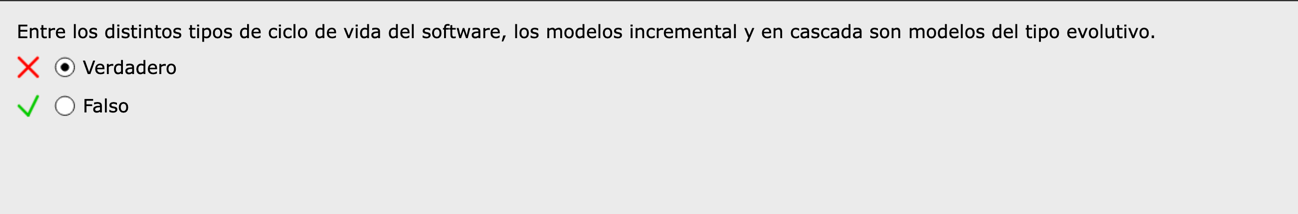 Entre los distintos tipos de ciclo de vida del software, los modelos incremental y en cascada son modelos del tipo evolutivo.
Verdadero
Falso